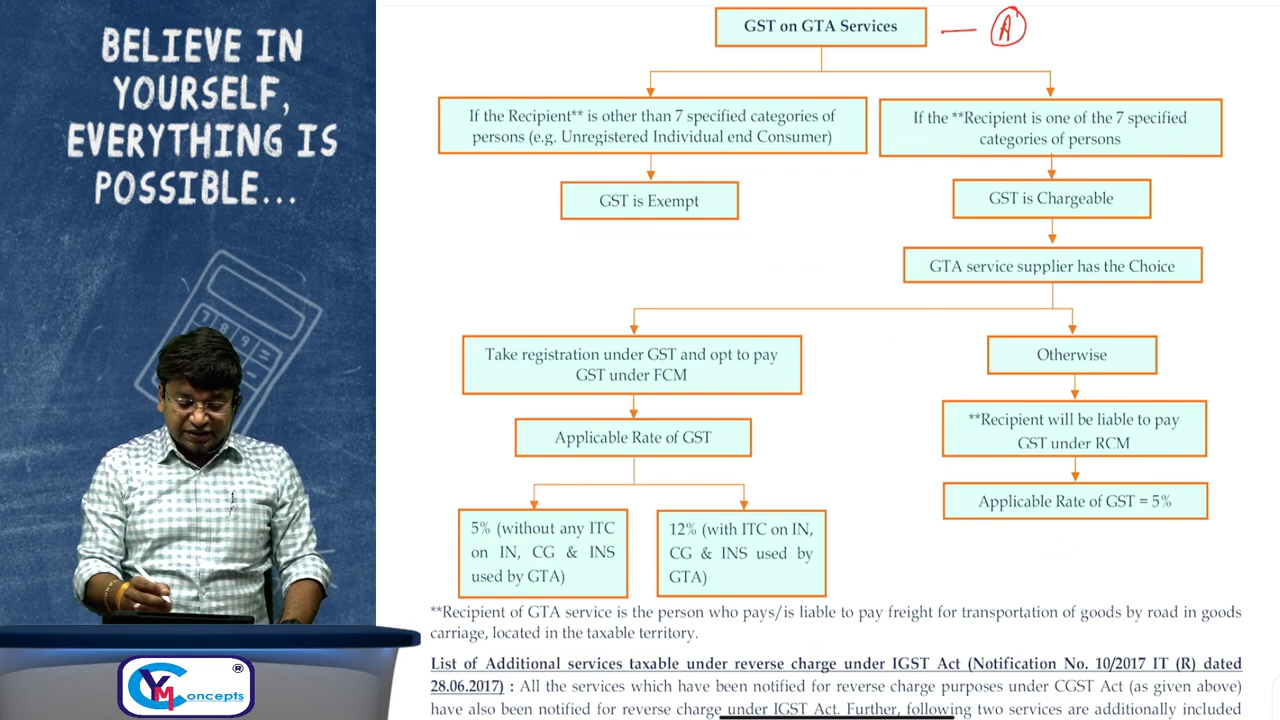 BELIEVE IN
YOURSELF,
EVERYTHING IS
POSSIBLE...
GST on GTA Services
A
If the Recipient** is other than 7 specified categories of
persons (e.g. Unregistered Individual end Consumer)
If the **Recipient is one of the 7 specified
categories of persons
GST is Exempt
GST is Chargeable
GTA service supplier has the Choice
Take registration under GST and opt to pay
GST under FCM
Otherwise
Applicable Rate of GST
**Recipient will be liable to pay
GST under RCM
Applicable Rate of GST = 5%
5% (without any ITC
on IN, CG & INS
used by GTA)
12% (with ITC on IN,
CG & INS used by
GTA)
**Recipient of GTA service is the person who pays/is liable to pay freight for transportation of goods by road in goods
carriage, located in the taxable territory.
List of Additional services taxable under reverse charge under IGST Act (Notification No. 10/2017 IT (R) dated
28.06.2017) : All the services which have been notified for reverse charge purposes under CGST Act (as given above)
have also been notified for reverse charge under IGST Act. Further, following two services are additionally included
YM Concepts ®